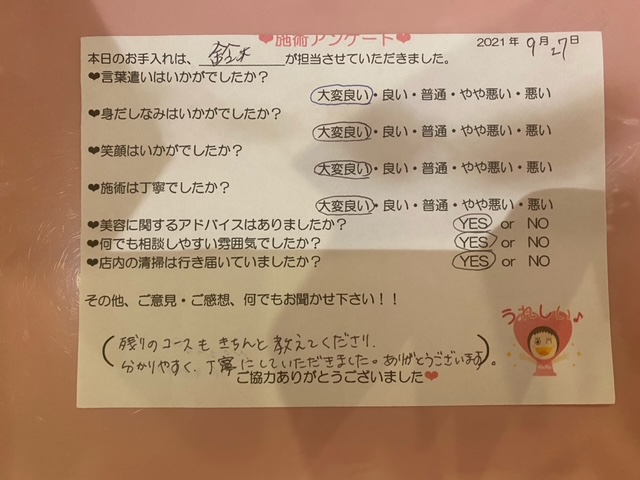 ❤施術アンケート❤
2021年9月27日
本日のお手入れは、鈴木が担当させていただきました。
❤言葉遣いはいかがでしたか？
大変良い・良い・普通・やや悪い・悪い
❤身だしなみはいかがでしたか？
大変良い・良い・普通・やや悪い・悪い
❤笑顔はいかがでしたか？
大変良い・良い・普通・やや悪い・悪い
❤施術は丁寧でしたか？
大変良い・良い・普通・やや悪い・悪い
❤美容に関するアドバイスはありましたか？ YES or NO
❤何でも相談しやすい雰囲気でしたか？ YES or NO
❤店内の清掃は行き届いていましたか？ YES or NO
その他、ご意見・ご感想、何でもお聞かせ下さい！！
うれしい♪
残りのコースもきちんと教えてくださり、
分かりやすく、丁寧にしていただきました。ありがとうございます。
ご協力ありがとうございました❤